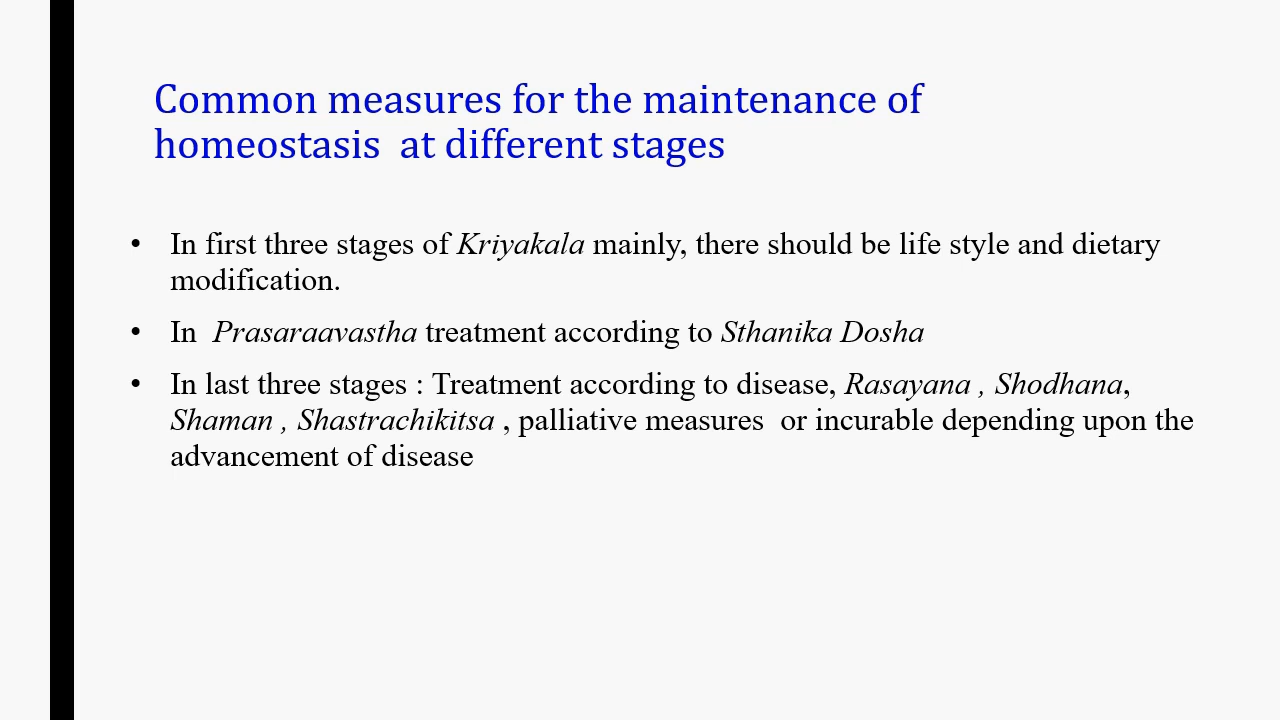 Common measures for the maintenance of
homeostasis  at different stages
• In first three stages of Kriyakala mainly, there should be life style and dietary
modification.
• In  Prasaraavastha treatment according to Sthanika Dosha
• In last three stages : Treatment according to disease, Rasayana , Shodhana,
Shaman , Shastrachikitsa , palliative measures  or incurable depending upon the
advancement of disease